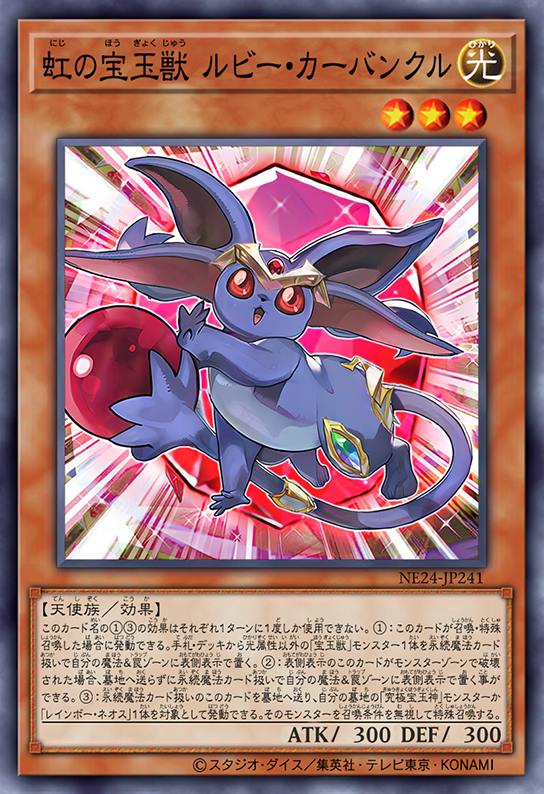 虹の宝玉獣 ルビー・カーバンクル
光
NE24-JP241
【天使族／効果】
このカード名の①③の効果はそれぞれ1ターンに1度しか使用できない。①：このカードが召喚・特殊
召喚した場合に発動できる。手札・デッキから光属性以外の「宝玉獣」モンスター1体を永続魔法カード
扱いで自分の魔法&罠ゾーンに表側表示で置く。②：表側表示のこのカードがモンスターゾーンで破壊
された場合、墓地へ送らずに永続魔法カード扱いで自分の魔法&罠ゾーンに表側表示で置く事が
できる。③：永続魔法カード扱いのこのカードを墓地へ送り、自分の墓地の「究極宝玉神」モンスターか
「レインボー・ネオス」1体を対象として発動できる。そのモンスターを召喚条件を無視して特殊召喚する。
ATK/ 300 DEF/ 300
©スタジオ・ダイス/集英社・テレビ東京・KONAMI